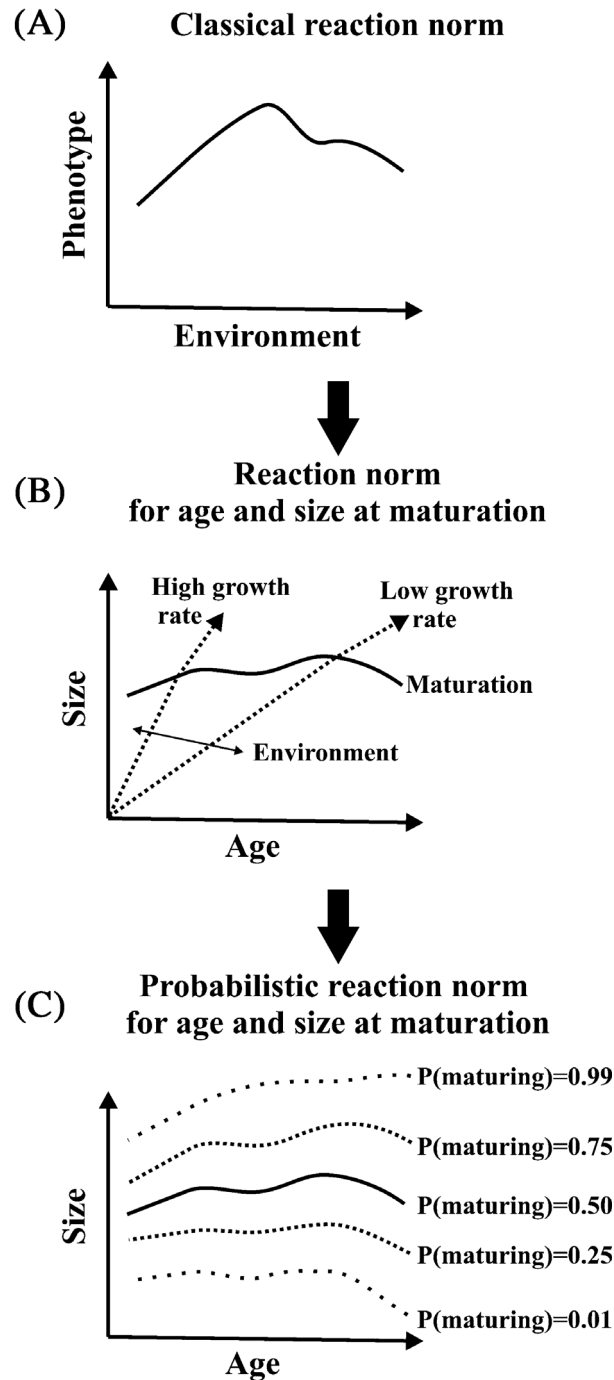 (A)
Classical reaction norm
Phenotype
Environment
(B)
Reaction norm
for age and size at maturation
High growth
rate
Low growth
rate
Maturation
Environment
Size
Age
(C)
Probabilistic reaction norm
for age and size at maturation
P(maturing)=0.99
P(maturing)=0.75
P(maturing)=0.50
P(maturing)=0.25
P(maturing)=0.01
Size
Age